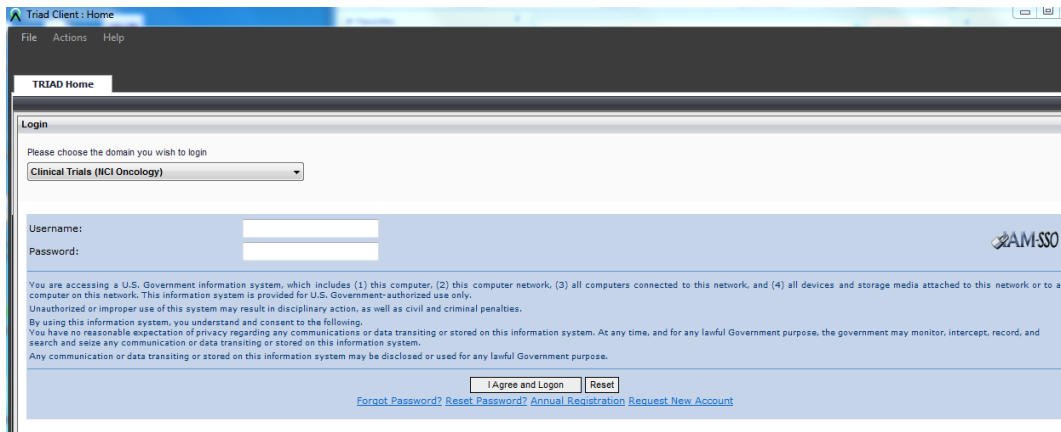 Triad Client : Home
File Actions Help
TRIAD Home
Login
Please choose the domain you wish to login
Clinical Trials (NCI Oncology)
Username:
Password:
IAM-SSO
You are accessing a U.S. Government information system, which includes (1) this computer, (2) this computer network, (3) all computers connected to this network, and (4) all devices and storage media attached to this network or to a
computer on this network. This information system is provided for U.S. Government-authorized use only.
Unauthorized or improper use of this system may result in disciplinary action, as well as civil and criminal penalties.
By using this information system, you understand and consent to the following.
You have no reasonable expectation of privacy regarding any communications or data transiting or stored on this information system. At any time, and for any lawful Government purpose, the government may monitor, intercept, record, and
search and seize any communication or data transiting or stored on this information system.
Any communication or data transiting or stored on this information system may be disclosed or used for any lawful Government purpose.
I Agree and Logon Reset
Forgot Password? Reset Password? Annual Registration Request New Account